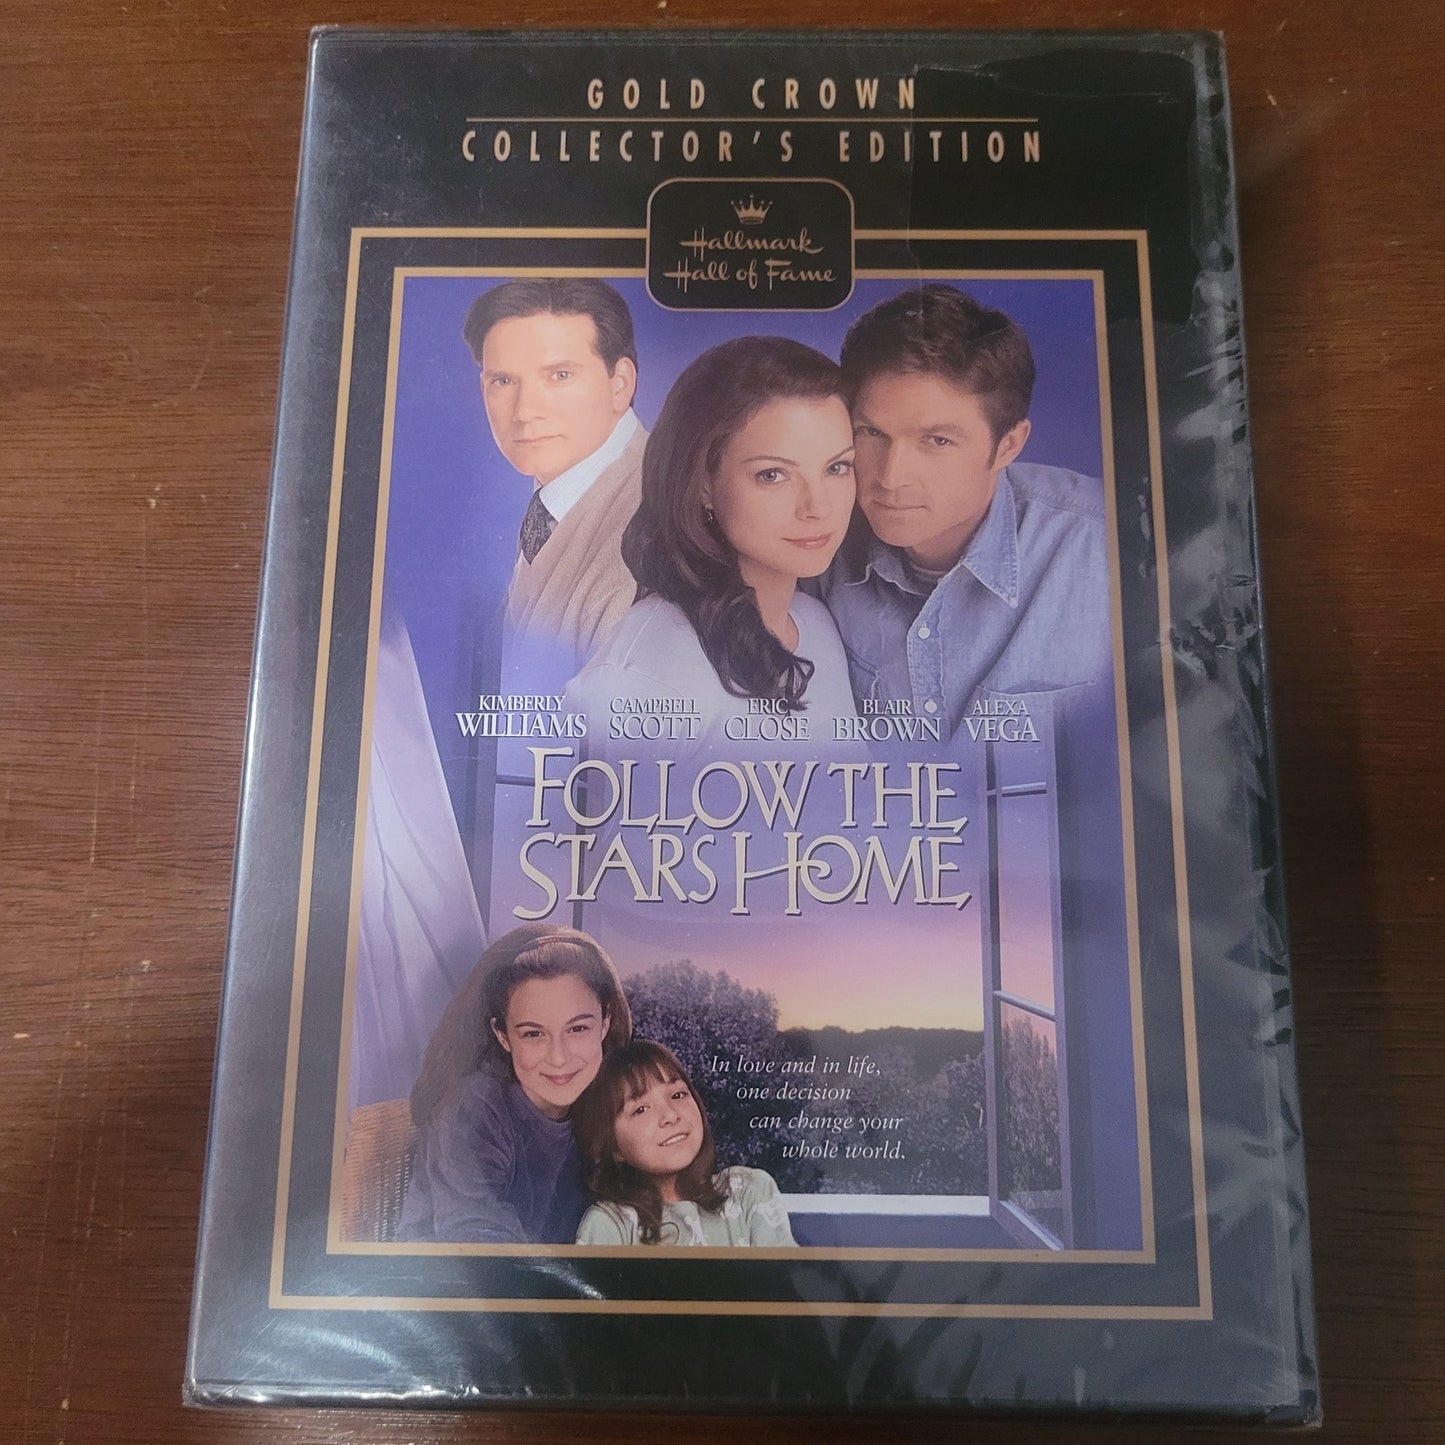 GOLD CROWN
COLLECTOR'S EDITION
Hallmark
Hall of Fame
KIMBERLY WILLIAMS CAMPBELL SCOTT ERIC CLOSE BLAIR BROWN ALEXA VEGA
FOLLOW THE
STARS HOME
In love and in life,
one decision
can change your
whole world.